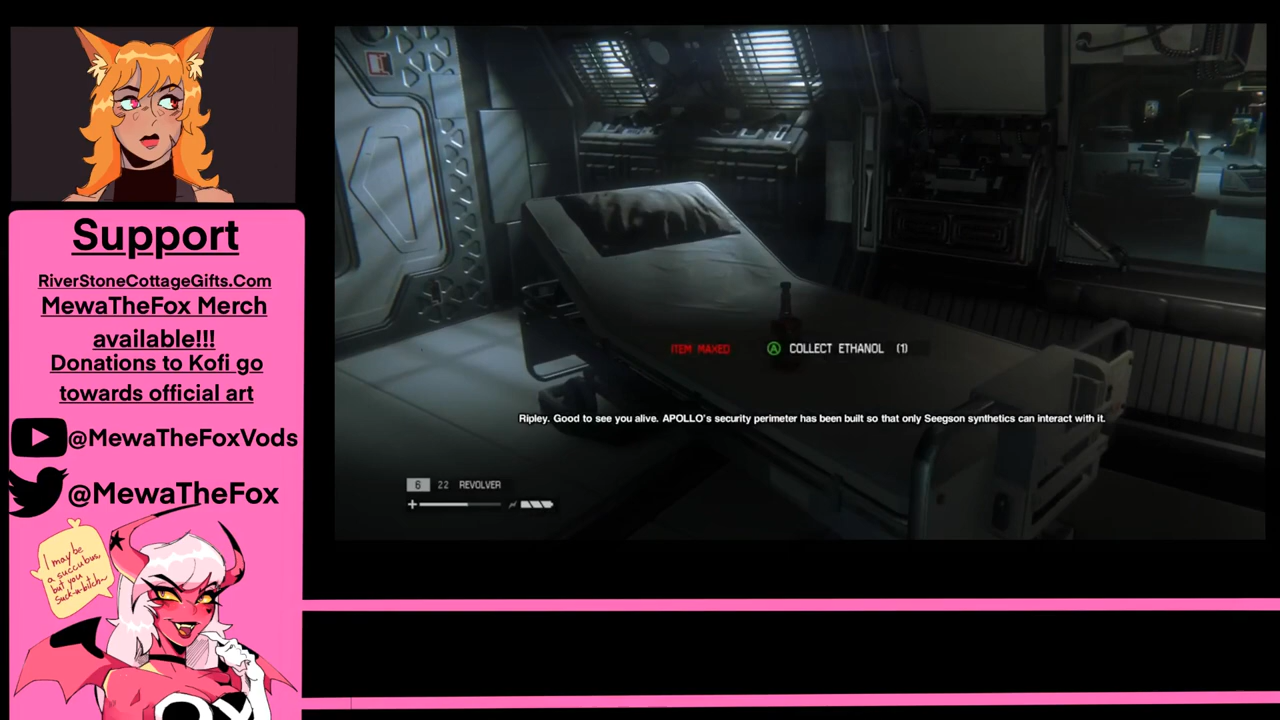 Support
RiverStoneCottageGifts.Com
MewaTheFox Merch
available!!!
Donations to Kofi go
towards official art
@MewaTheFoxVods
@MewaTheFox
I may be
a succubus,
but you
suck-a-bitch~
ITEM MAXED
A COLLECT ETHANOL (1)
Ripley. Good to see you alive. APOLLO's security perimeter has been built so that only Seegson synthetics can interact with it.
6 22 REVOLVER